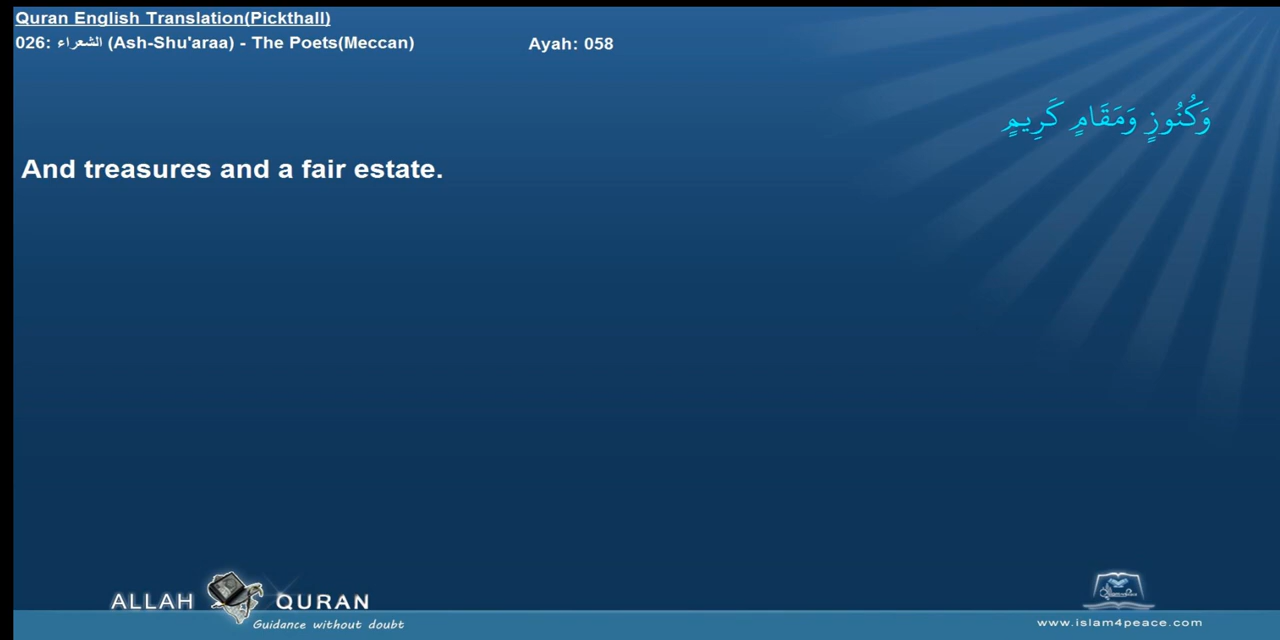 Quran English Translation(Pickthall)
026: الشعراء (Ash-Shu'araa) - The Poets(Meccan) Ayah: 058
وَكُنُوزٍ وَمَقَامٍ كَرِيمٍ
And treasures and a fair estate.
ALLAH QURAN
Guidance without doubt
www.islam4peace.com